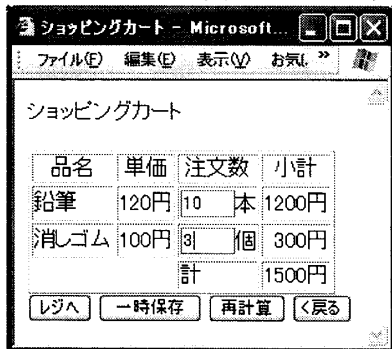 ショッピングカート - Microsoft...
ファイル(F) 編集(E) 表示(V) お気に »
ショッピングカート
品名 単価 注文数 小計
鉛筆 120円 10 本 1200円
消しゴム 100円 3 個 300円
計 1500円
レジへ 一時保存 再計算 <戻る